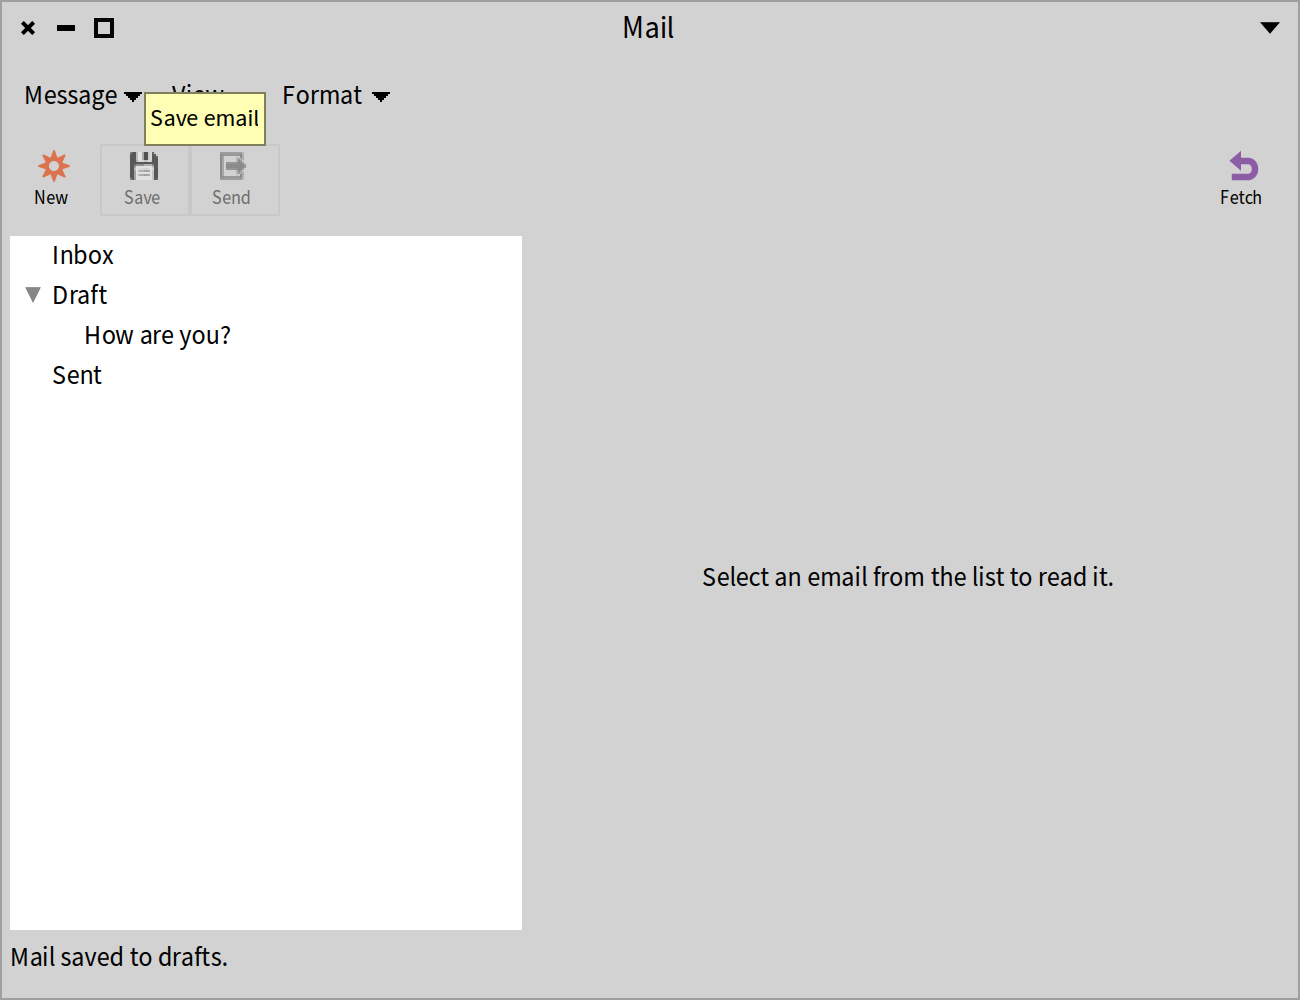 Mail
Message View Format
Save email
New Save Send Fetch
Inbox
Draft
How are you?
Sent
Select an email from the list to read it.
Mail saved to drafts.